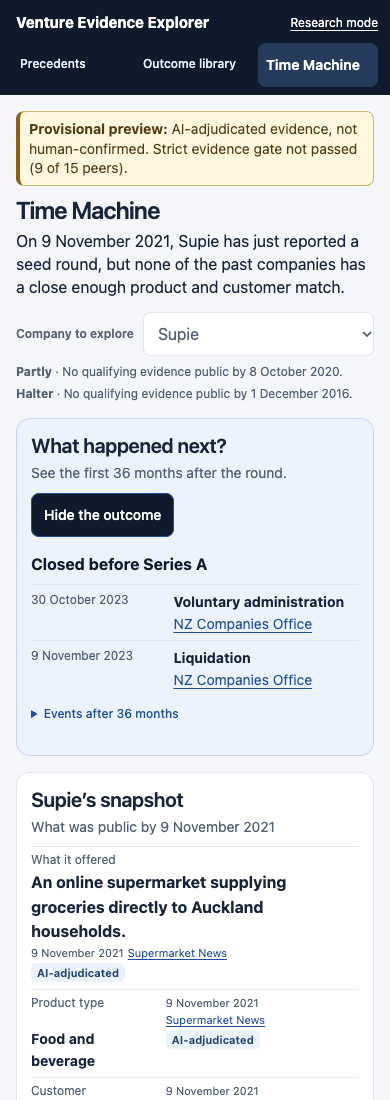 Venture Evidence Explorer
Research mode
Precedents
Outcome library
Time Machine
Provisional preview: AI-adjudicated evidence, not
human-confirmed. Strict evidence gate not passed
(9 of 15 peers).
Time Machine
On 9 November 2021, Supie has just reported a
seed round, but none of the past companies has
a close enough product and customer match.
Company to explore
Supie
Partly · No qualifying evidence public by 8 October 2020.
Halter · No qualifying evidence public by 1 December 2016.
What happened next?
See the first 36 months after the round.
Hide the outcome
Closed before Series A
30 October 2023
Voluntary administration
NZ Companies Office
9 November 2023
Liquidation
NZ Companies Office
Events after 36 months
Supie’s snapshot
What was public by 9 November 2021
What it offered
An online supermarket supplying
groceries directly to Auckland
households.
9 November 2021 Supermarket News
AI-adjudicated
Product type
9 November 2021
Supermarket News
Food and
beverage
AI-adjudicated
Customer
9 November 2021